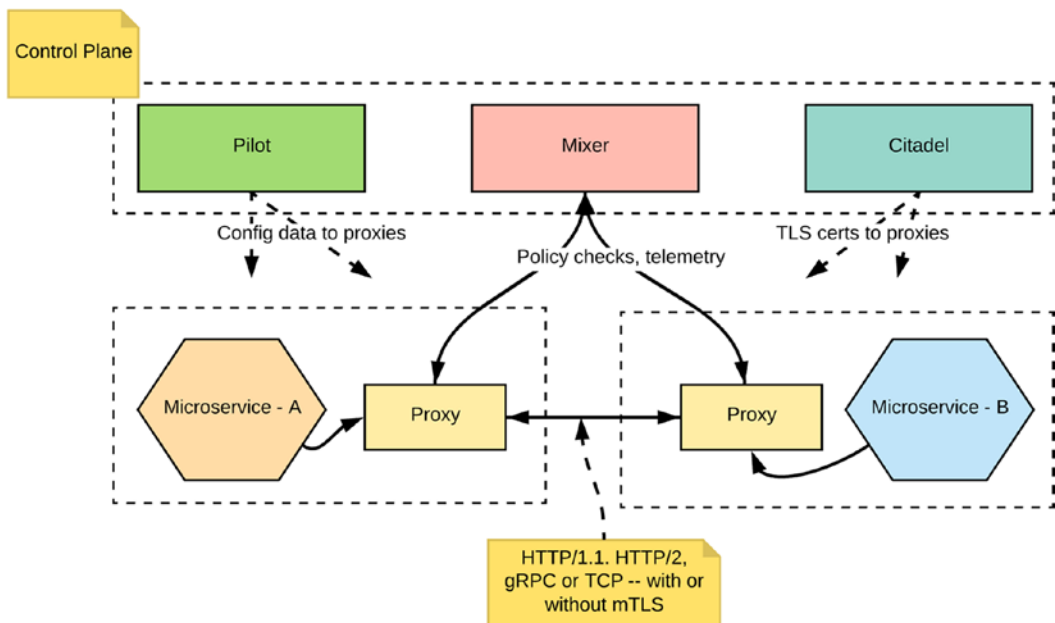 Control Plane
Pilot
Mixer
Citadel
Config data to proxies
TLS certs to proxies
Policy checks, telemetry
Microservice - A
Proxy
Proxy
Microservice - B
HTTP/1.1. HTTP/2,
gRPC or TCP -- with or
without mTLS